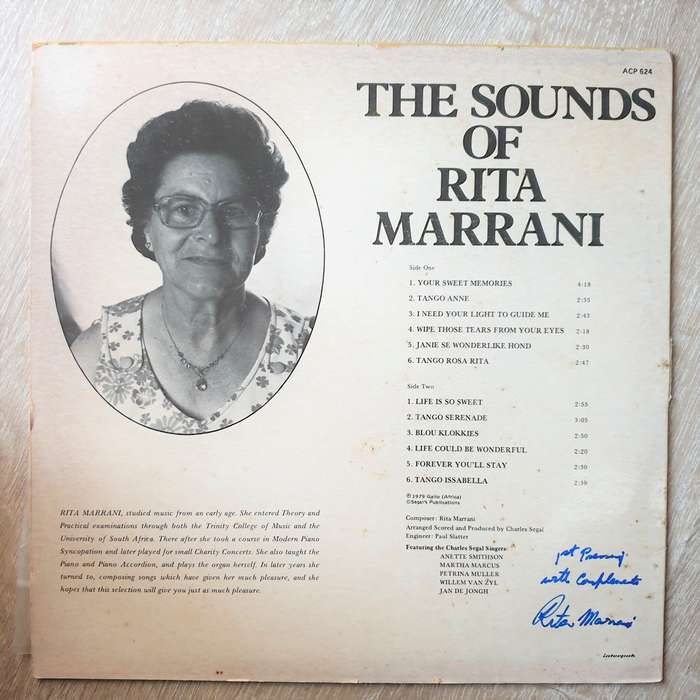 ACP 624
THE SOUNDS
OF
RITA
MARRANI
Side One
1. YOUR SWEET MEMORIES 4:18
2. TANGO ANNE 2:35
3. I NEED YOUR LIGHT TO GUIDE ME 2:43
4. WIPE THOSE TEARS FROM YOUR EYES 2:18
5. JANIE SE WONDERLIKE HOND 2:30
6. TANGO ROSA RITA 2:47
Side Two
1. LIFE IS SO SWEET 2:55
2. TANGO SERENADE 3:05
3. BLOU KLOKKIES 2:50
4. LIFE COULD BE WONDERFUL 2:20
5. FOREVER YOU'LL STAY 2:30
6. TANGO ISSABELLA 2:39
℗ 1979 Gallo (Africa)
© Segal's Publications
Composer: Rita Marrani
Arranged Scored and Produced by Charles Segal
Engineer: Paul Slatter
Featuring the Charles Segal Singers:
ANETTE SMITHSON
MARTHA MARCUS
PETRINA MULLER
WILLEM VAN ZYL
JAN DE JONGH
RITA MARRANI, studied music from an early age. She entered Theory and
Practical examinations through both the Trinity College of Music and the
University of South Africa. There after she took a course in Modern Piano
Syncopation and later played for small Charity Concerts. She also taught the
Piano and Piano Accordion, and plays the organ herself. In later years she
turned to, composing songs which have given her much pleasure, and she
hopes that this selection will give you just as much pleasure.
1st Pressing
with Compliments
Rita Marrani